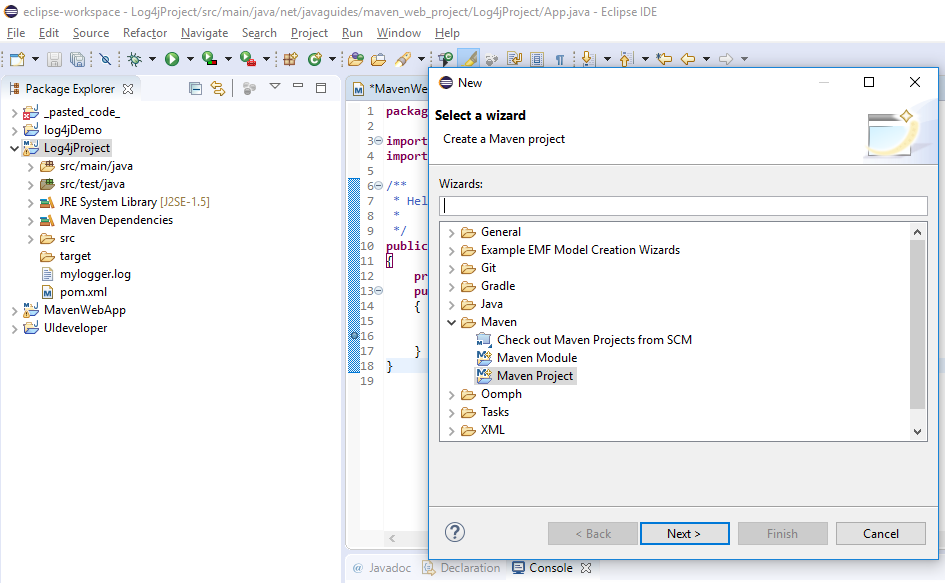 eclipse-workspace - Log4jProject/src/main/java/net/javaguides/maven_web_project/Log4jProject/App.java - Eclipse IDE
File Edit Source Refactor Navigate Search Project Run Window Help
Package Explorer
_pasted_code_
log4jDemo
Log4jProject
src/main/java
src/test/java
JRE System Library [J2SE-1.5]
Maven Dependencies
src
target
mylogger.log
pom.xml
MavenWebApp
UIdeveloper
*MavenWe
1 packag
2
3 import
4 import
5
6 /**
7 * Hel
8 *
9 */
10 public
11 {
12 pr
13 pu
14 {
15
16
17 }
18 }
19
New
Select a wizard
Create a Maven project
Wizards:
General
Example EMF Model Creation Wizards
Git
Gradle
Java
Maven
Check out Maven Projects from SCM
Maven Module
Maven Project
Oomph
Tasks
XML
< Back Next > Finish Cancel
@ Javadoc Declaration Console